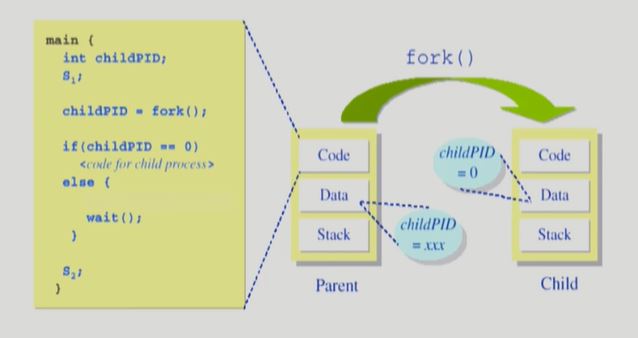 main {
int childPID;
S1;
childPID = fork();
if(childPID == 0)
<code for child process>
else {
wait();
}
S2;
}
fork()
Code
Data
Stack
Parent
childPID
= xxx
childPID
= 0
Code
Data
Stack
Child